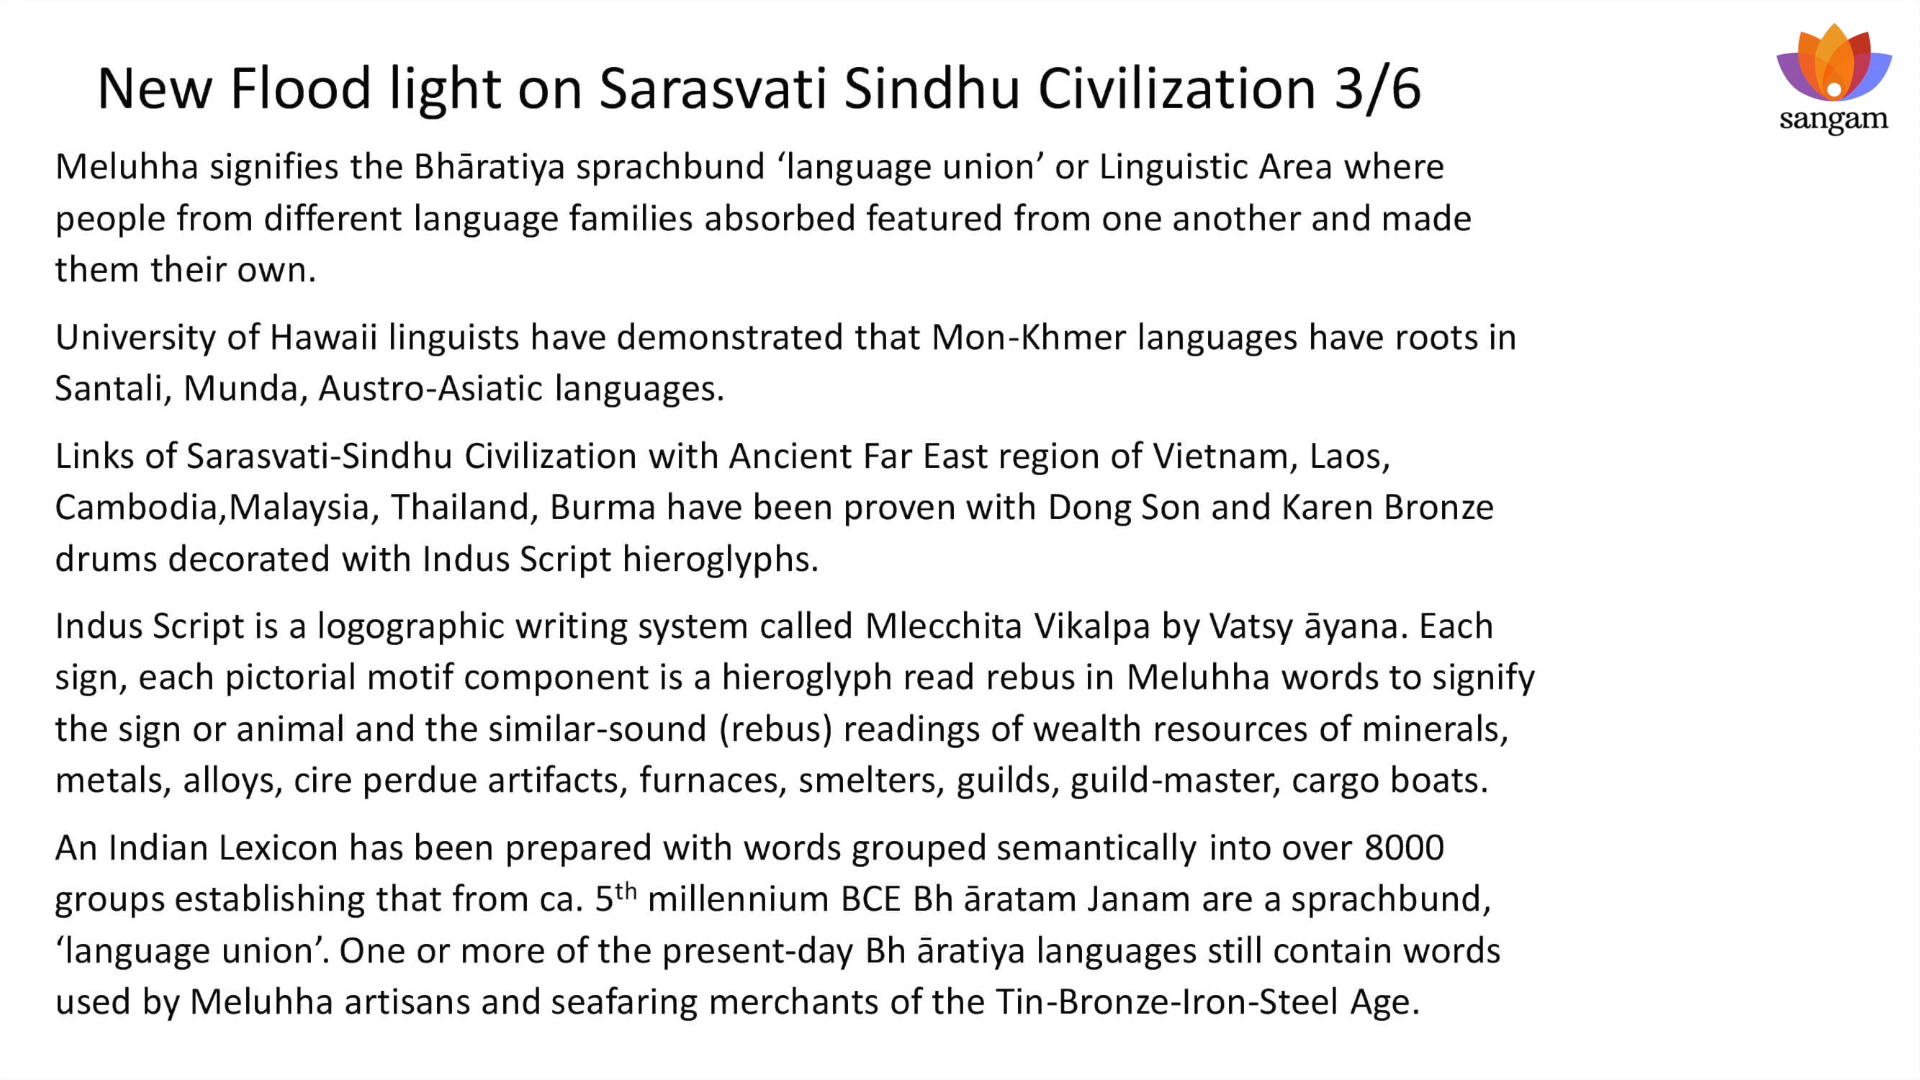 New Flood light on Sarasvati Sindhu Civilization 3/6
sangam
Meluhha signifies the Bhāratiya sprachbund ‘language union’ or Linguistic Area where
people from different language families absorbed featured from one another and made
them their own.
University of Hawaii linguists have demonstrated that Mon-Khmer languages have roots in
Santali, Munda, Austro-Asiatic languages.
Links of Sarasvati-Sindhu Civilization with Ancient Far East region of Vietnam, Laos,
Cambodia,Malaysia, Thailand, Burma have been proven with Dong Son and Karen Bronze
drums decorated with Indus Script hieroglyphs.
Indus Script is a logographic writing system called Mlecchita Vikalpa by Vatsy āyana. Each
sign, each pictorial motif component is a hieroglyph read rebus in Meluhha words to signify
the sign or animal and the similar-sound (rebus) readings of wealth resources of minerals,
metals, alloys, cire perdue artifacts, furnaces, smelters, guilds, guild-master, cargo boats.
An Indian Lexicon has been prepared with words grouped semantically into over 8000
groups establishing that from ca. 5th millennium BCE Bh āratam Janam are a sprachbund,
‘language union’. One or more of the present-day Bh āratiya languages still contain words
used by Meluhha artisans and seafaring merchants of the Tin-Bronze-Iron-Steel Age.